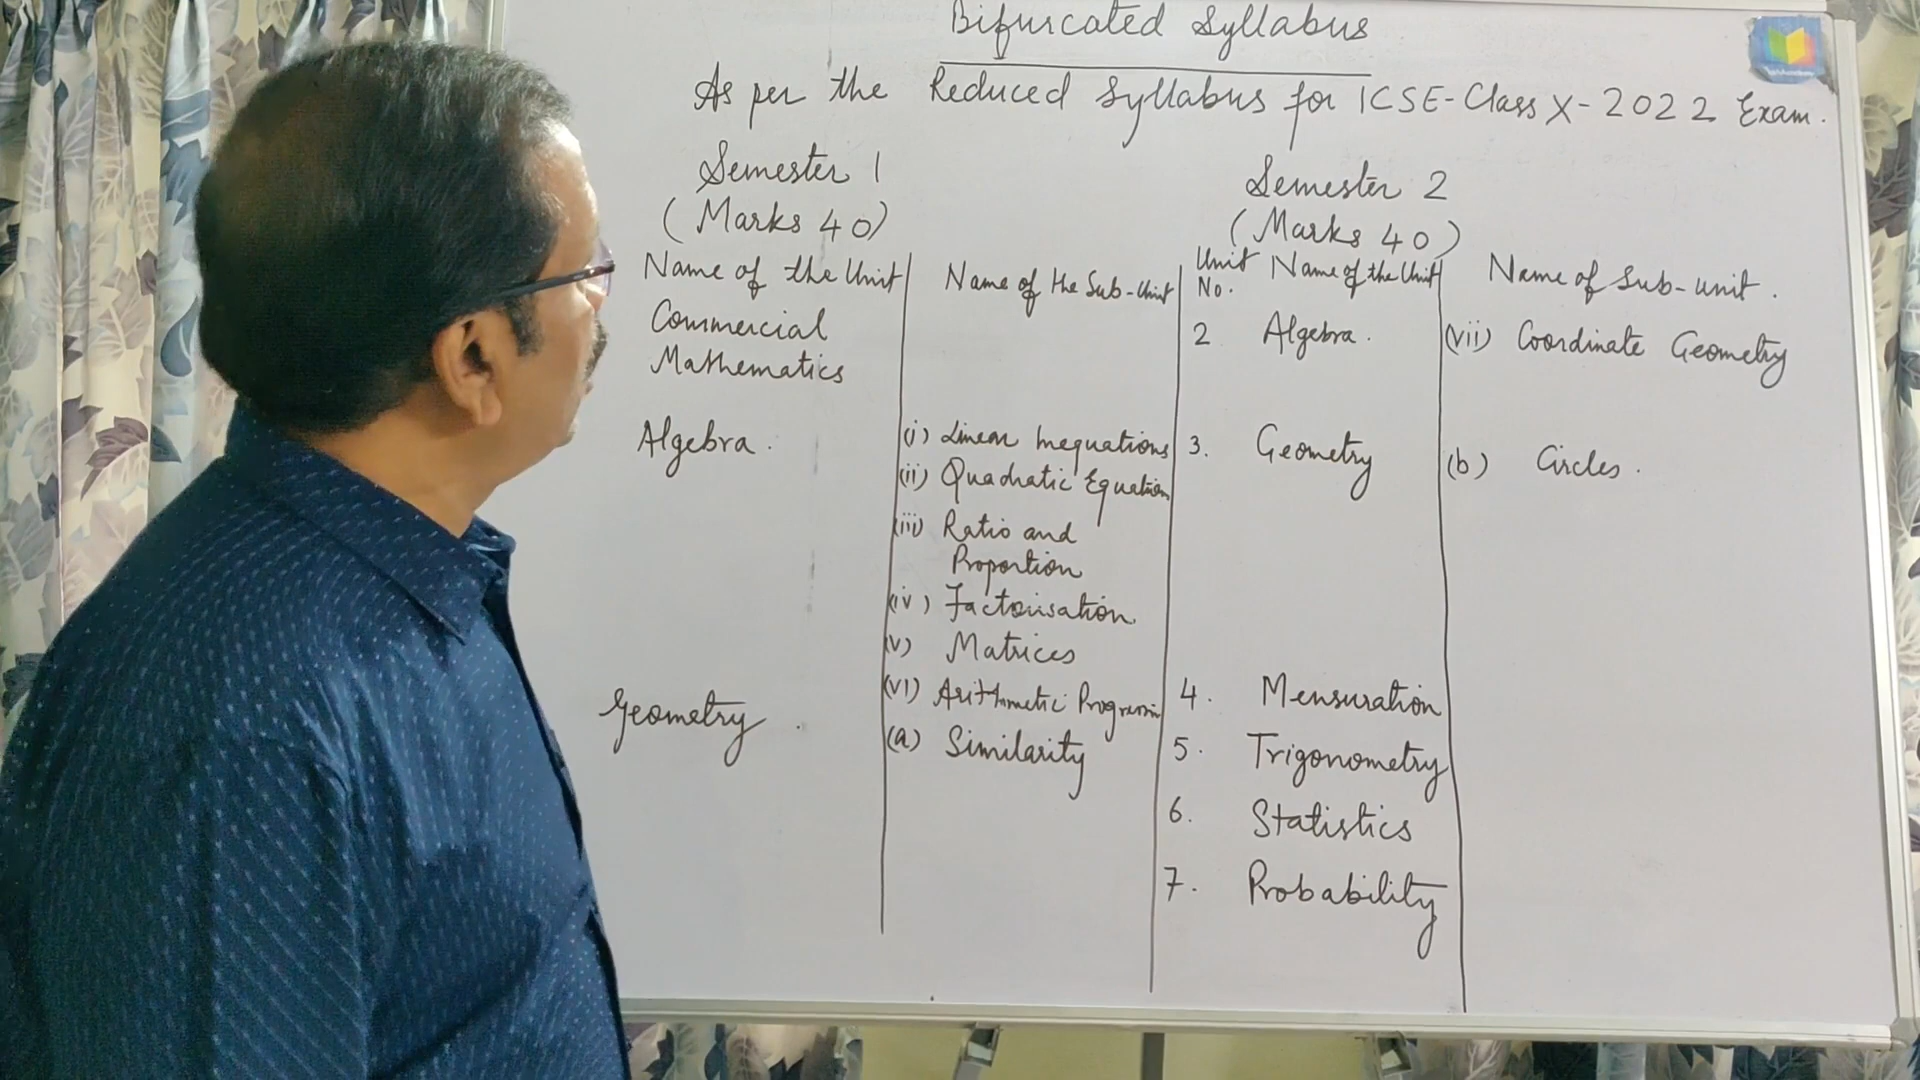 Bifurcated Syllabus
As per the Reduced Syllabus for ICSE-Class X-2022 Exam.
Semester 1
(Marks 40)
Name of the Unit
Name of the Sub-Unit
Commercial
Mathematics
Algebra.
(i) Linear Inequations
(ii) Quadratic Equation
(iii) Ratio and
Proportion
(iv) Factorisation.
(v) Matrices
(vi) Arithmetic Progression
Geometry.
(a) Similarity
Semester 2
(Marks 40)
Unit
No.
Name of the Unit
Name of Sub-unit.
2 Algebra.
(vii) Coordinate Geometry
3. Geometry
(b) Circles.
4. Mensuration
5. Trigonometry
6. Statistics
7. Probability